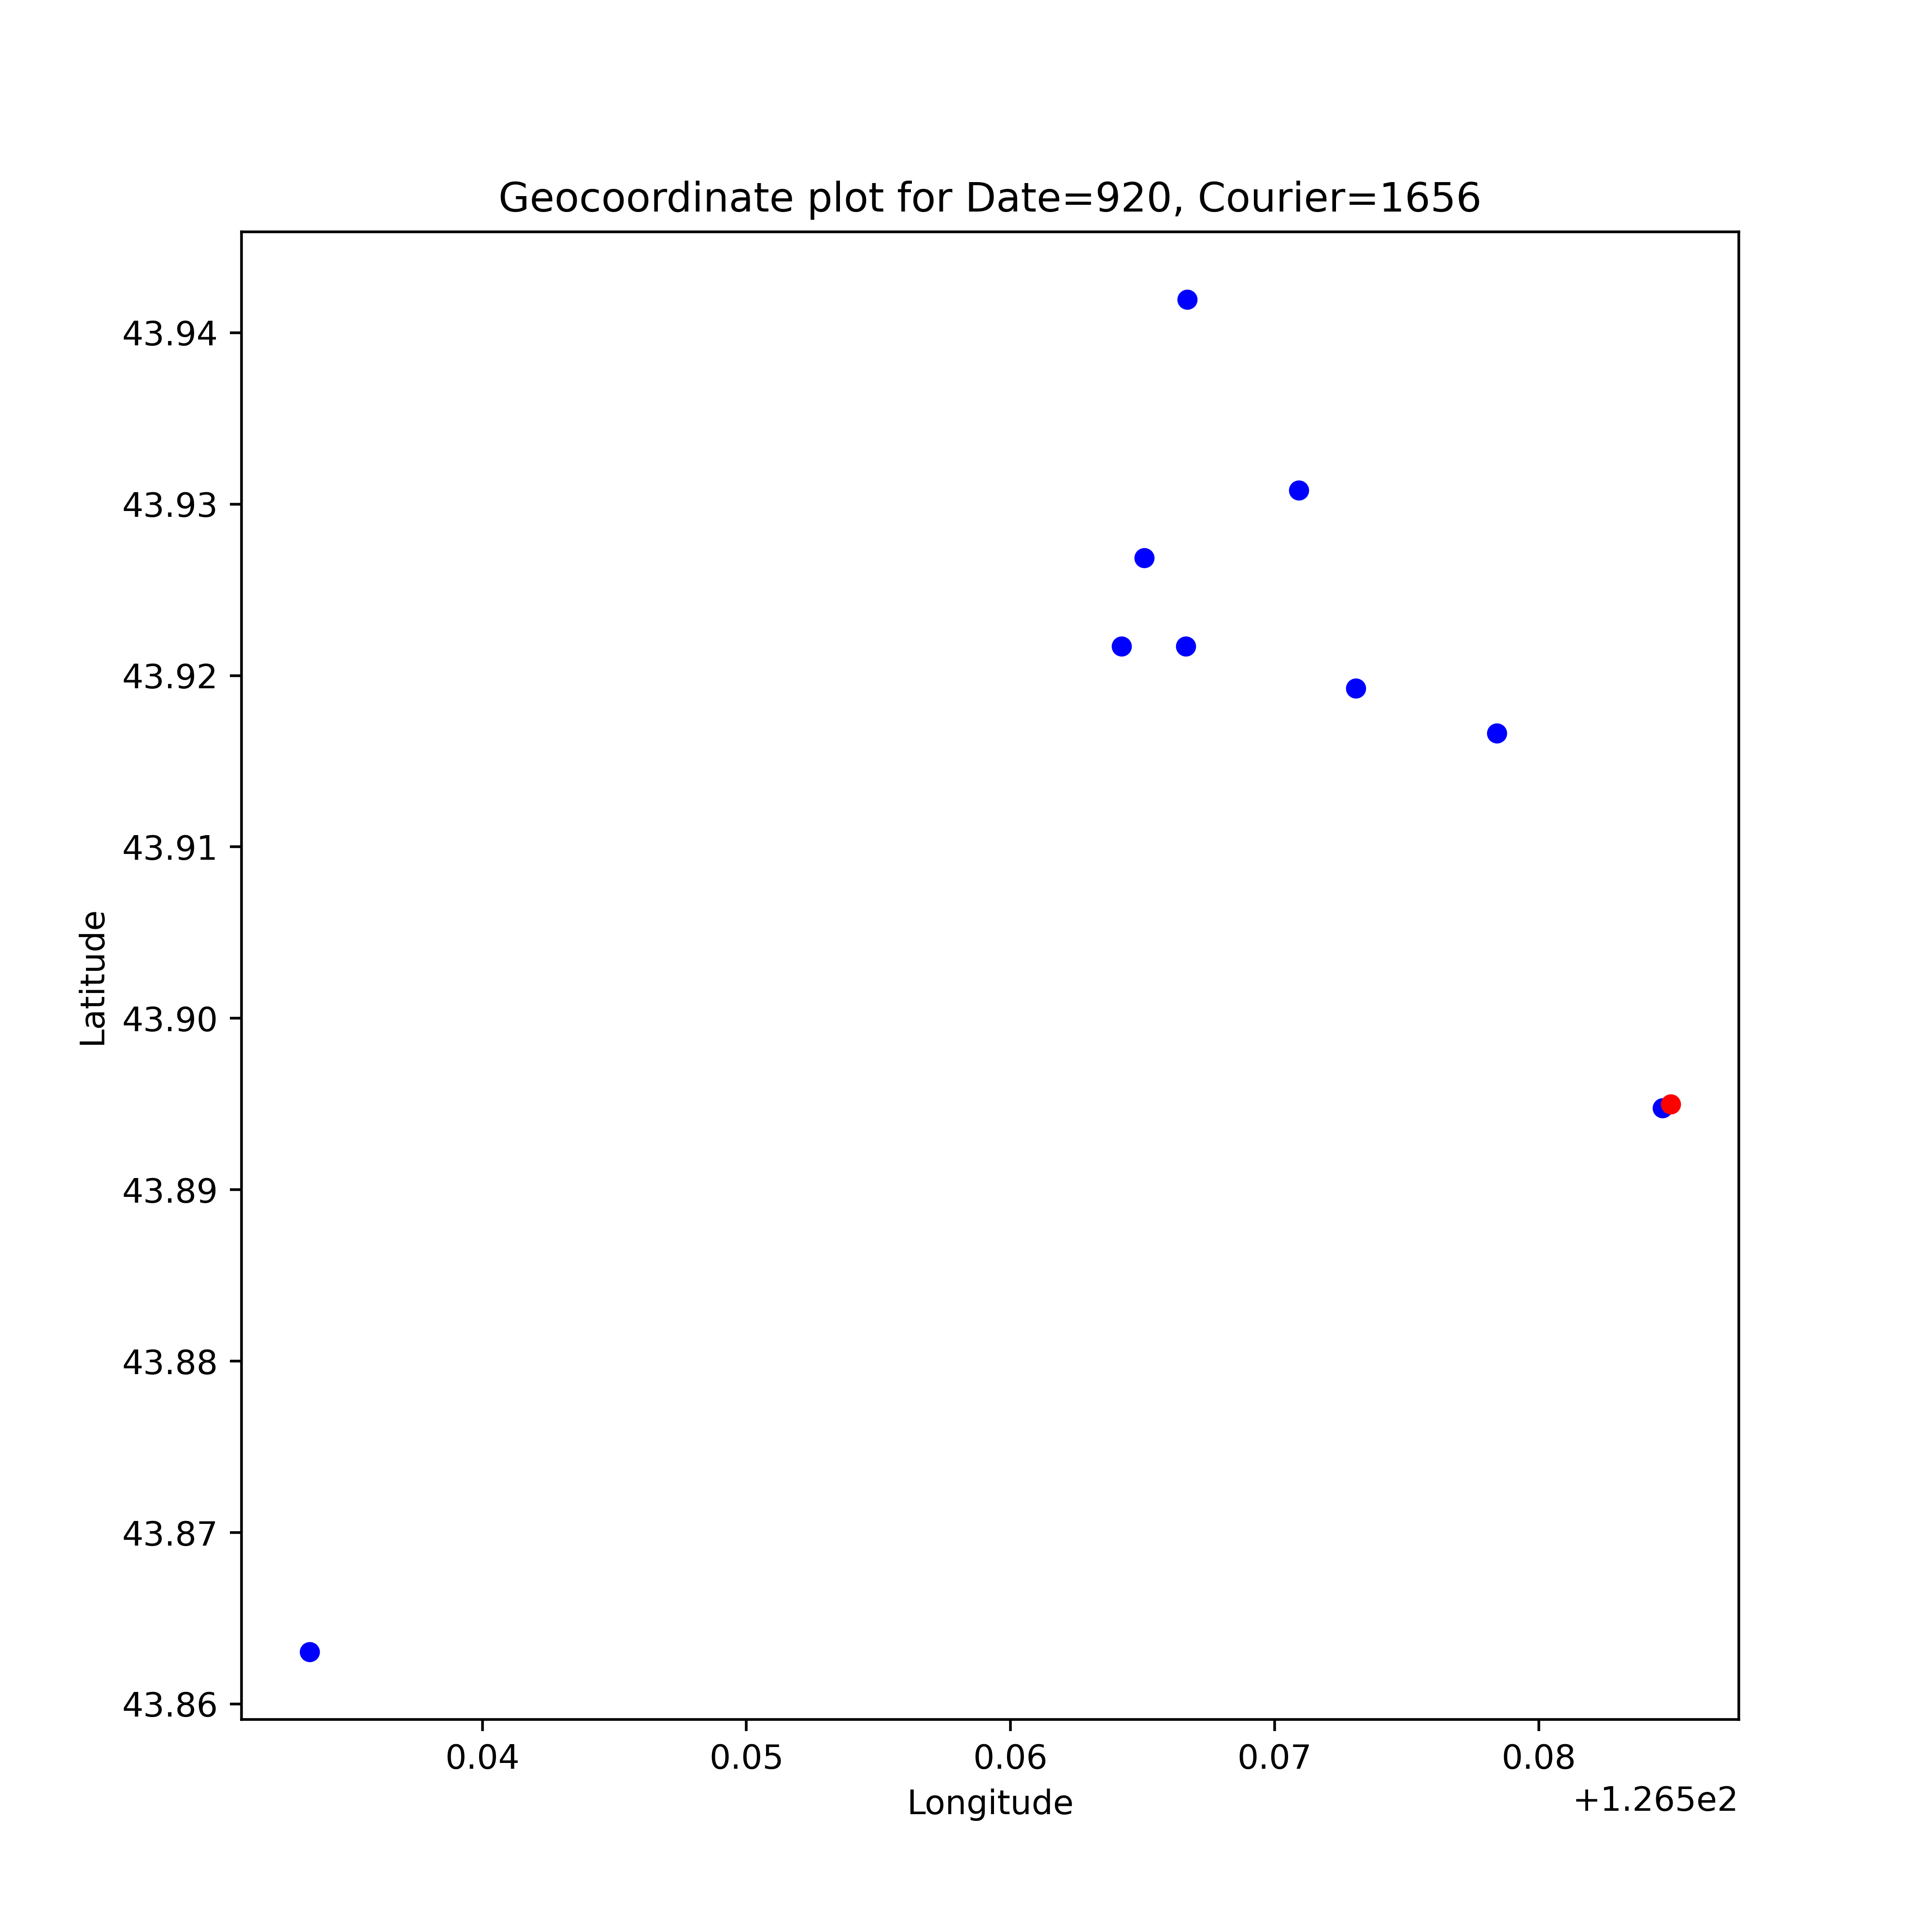 Geocoordinate plot for Date=920, Courier=1656
43.94
43.93
43.92
43.91
43.90
43.89
43.88
43.87
43.86
Latitude
0.04 0.05 0.06 0.07 0.08
+1.265e2
Longitude